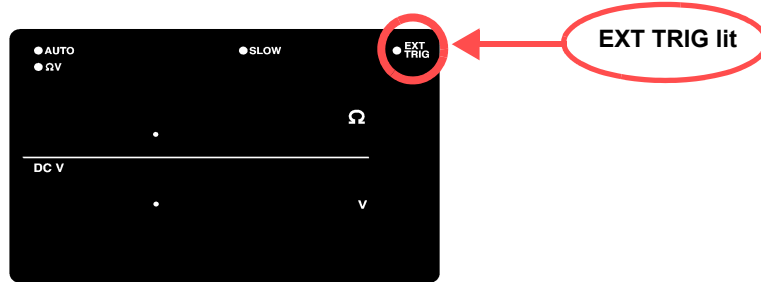 AUTO
SLOW
EXT
TRIG
ΩV
Ω
DC V
V
EXT TRIG lit